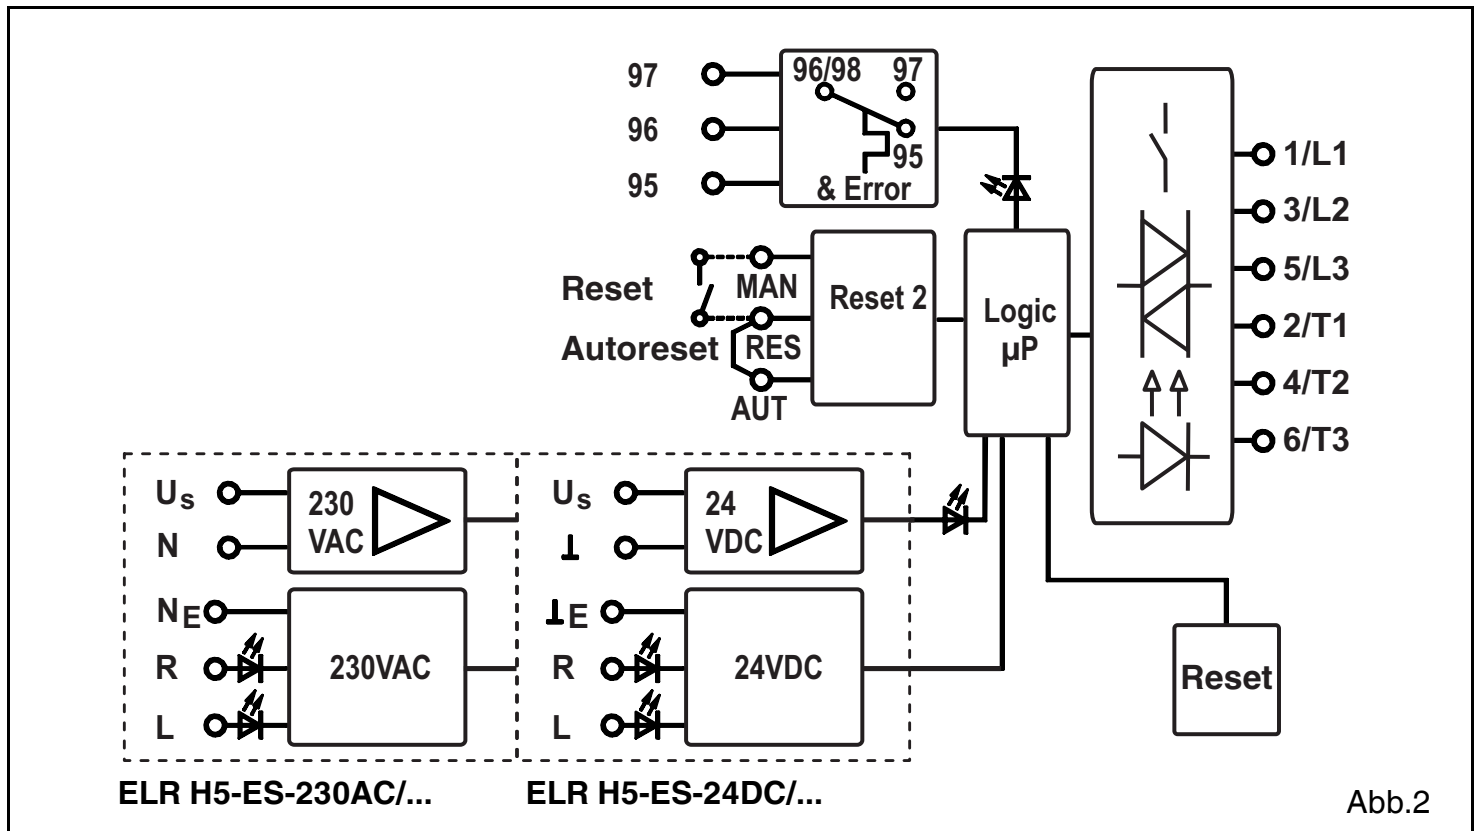 97
96
95
96/98 97
95
& Error
Reset
Autoreset
MAN
RES
AUT
Reset 2
Logic
µP
1/L1
3/L2
5/L3
2/T1
4/T2
6/T3
Us
N
230
VAC
NE
R
L
230VAC
Us
⊥
24
VDC
⊥E
R
L
24VDC
Reset
ELR H5-ES-230AC/...
ELR H5-ES-24DC/...
Abb.2